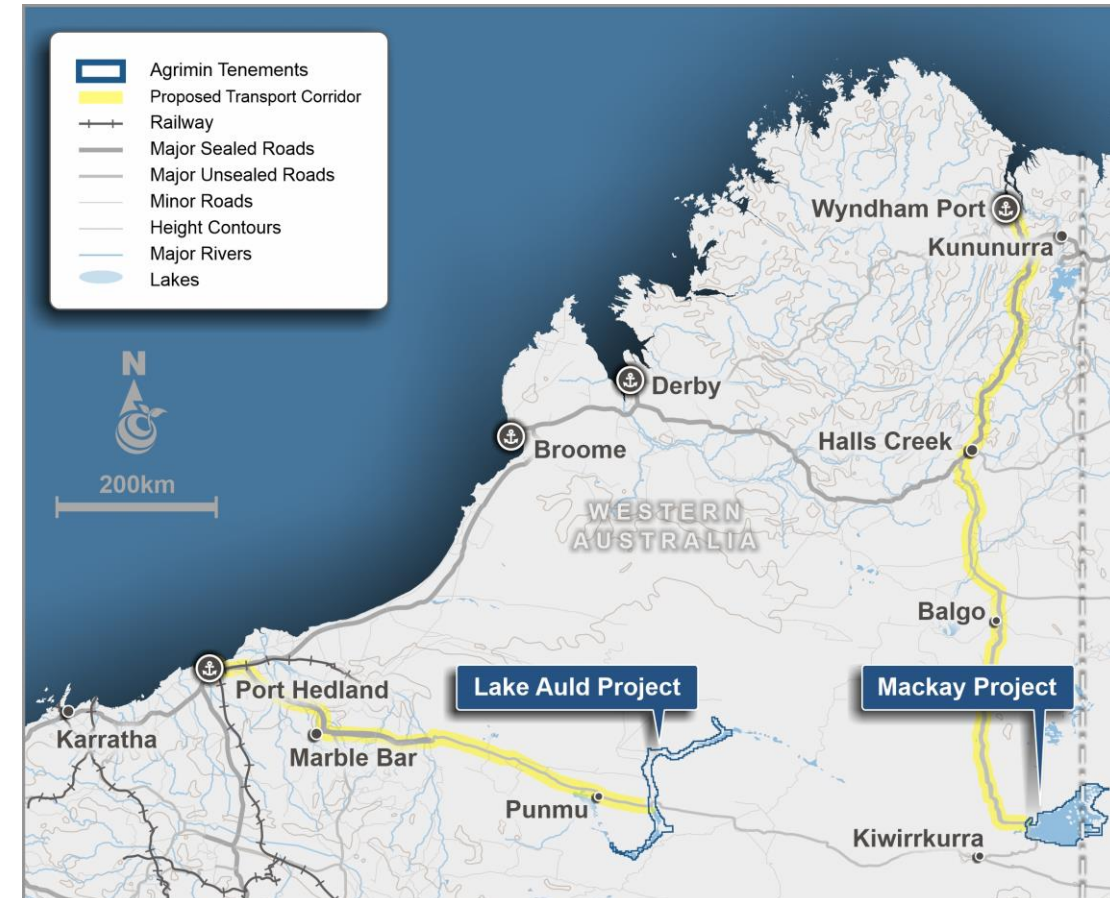 Agrimin Tenements
Proposed Transport Corridor
Railway
Major Sealed Roads
Major Unsealed Roads
Minor Roads
Height Contours
Major Rivers
Lakes
N
200km
Wyndham Port
Kununurra
Derby
Broome
Halls Creek
WESTERN
AUSTRALIA
Balgo
Port Hedland
Lake Auld Project
Mackay Project
Karratha
Marble Bar
Punmu
Kiwirrkurra